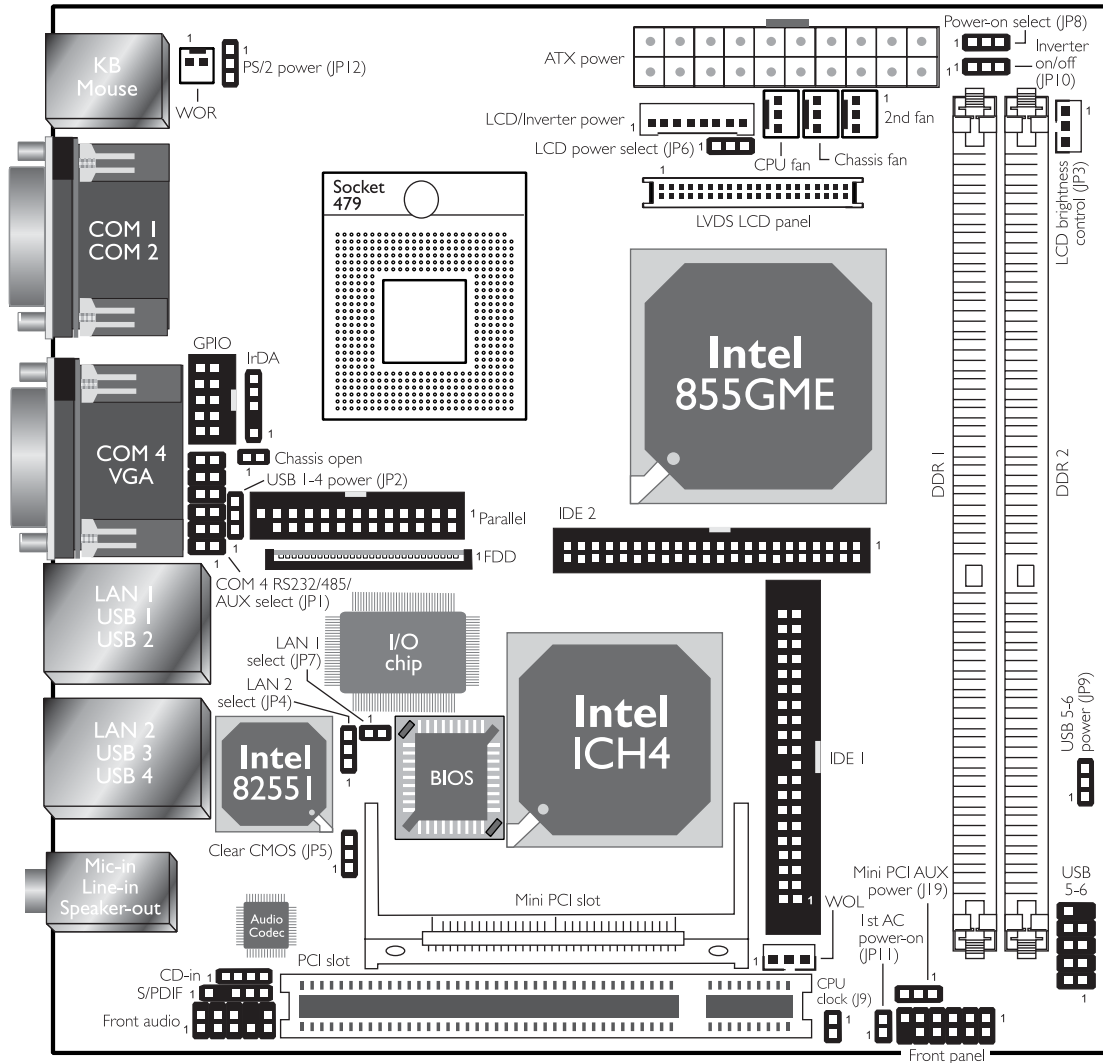 KB
Mouse
1
WOR
1
PS/2 power (JP12)
ATX power
Power-on select (JP8)
1
Inverter
on/off
(JP10)
1
LCD/Inverter power
1
LCD power select (JP6)
1
CPU fan
Chassis fan
1
2nd fan
1
LCD brightness
control (JP3)
1
LVDS LCD panel
Socket
479
COM 1
COM 2
Intel
855GME
DDR 1
DDR 2
GPIO
IrDA
1
COM 4
VGA
1
Chassis open
USB 1-4 power (JP2)
1
1
1
Parallel
1
FDD
COM 4 RS232/485/
AUX select (JP1)
IDE 2
1
LAN 1
USB 1
USB 2
I/O
chip
LAN 1
select (JP7)
LAN 2
select (JP4)
1
1
LAN 2
USB 3
USB 4
Intel
82551
BIOS
Intel
ICH4
IDE 1
1
USB 5-6
power (JP9)
1
Clear CMOS (JP5)
1
Mic-in
Line-in
Speaker-out
Audio
Codec
Mini PCI slot
WOL
1
Mini PCI AUX
power (J19)
1
1st AC
power-on
(JP11)
1
USB
5-6
1
CD-in
1
S/PDIF
1
Front audio
1
PCI slot
CPU
clock (J9)
1
1
Front panel